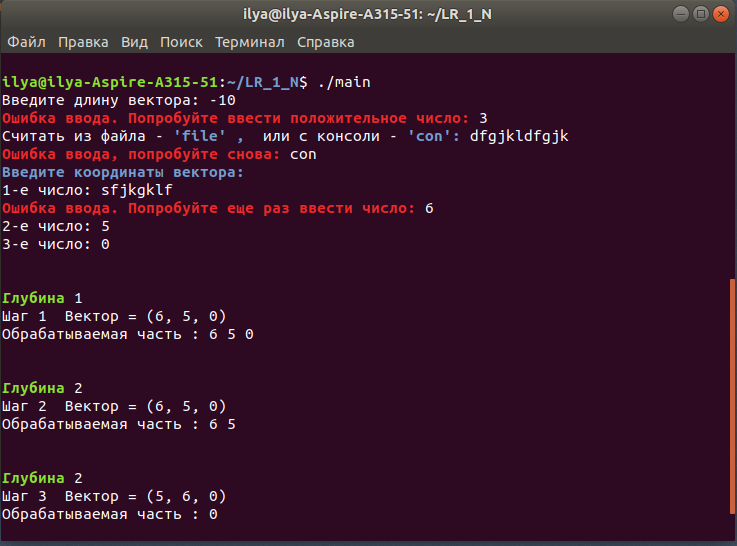 ilya@ilya-Aspire-A315-51: ~/LR_1_N
Файл Правка Вид Поиск Терминал Справка
ilya@ilya-Aspire-A315-51:~/LR_1_N$ ./main
Введите длину вектора: -10
Ошибка ввода. Попробуйте ввести положительное число: 3
Считать из файла - 'file' ,  или с консоли - 'con': dfgjkldfgjk
Ошибка ввода, попробуйте снова: con
Введите координаты вектора:
1-е число: sfjkgklf
Ошибка ввода. Попробуйте еще раз ввести число: 6
2-е число: 5
3-е число: 0
Глубина 1
Шаг 1  Вектор = (6, 5, 0)
Обрабатываемая часть : 6 5 0
Глубина 2
Шаг 2  Вектор = (6, 5, 0)
Обрабатываемая часть : 6 5
Глубина 2
Шаг 3  Вектор = (5, 6, 0)
Обрабатываемая часть : 0